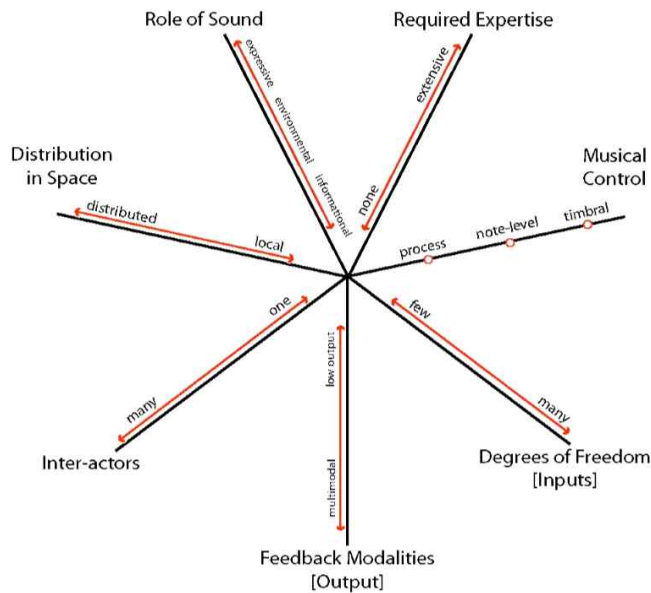 Role of Sound
Required Expertise
expressive environmental informational
none extensive
Distribution
in Space
Musical
Control
distributed local
process note-level timbral
one
many
few
many
low output
multimodal
Inter-actors
Degrees of Freedom
[Inputs]
Feedback Modalities
[Output]